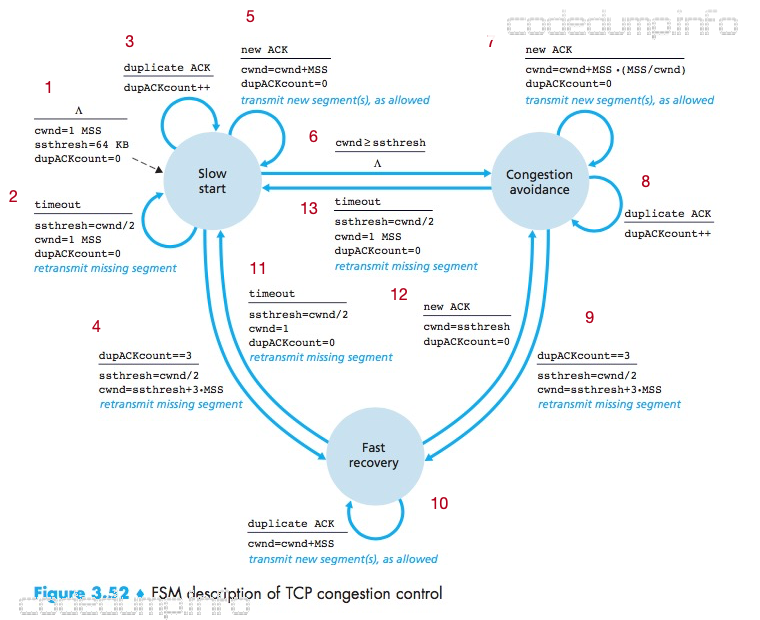 5
new ACK
cwnd=cwnd+MSS
dupACKcount=0
transmit new segment(s), as allowed
3
duplicate ACK
dupACKcount++
7
new ACK
cwnd=cwnd+MSS•(MSS/cwnd)
dupACKcount=0
transmit new segment(s), as allowed
1
Λ
cwnd=1 MSS
ssthresh=64 KB
dupACKcount=0
6
cwnd≥ssthresh
Λ
Slow
start
Congestion
avoidance
8
duplicate ACK
dupACKcount++
2
timeout
ssthresh=cwnd/2
cwnd=1 MSS
dupACKcount=0
retransmit missing segment
13
timeout
ssthresh=cwnd/2
cwnd=1 MSS
dupACKcount=0
retransmit missing segment
11
timeout
ssthresh=cwnd/2
cwnd=1
dupACKcount=0
retransmit missing segment
12
new ACK
cwnd=ssthresh
dupACKcount=0
4
dupACKcount==3
ssthresh=cwnd/2
cwnd=ssthresh+3•MSS
retransmit missing segment
9
dupACKcount==3
ssthresh=cwnd/2
cwnd=ssthresh+3•MSS
retransmit missing segment
Fast
recovery
10
duplicate ACK
cwnd=cwnd+MSS
transmit new segment(s), as allowed
Figure 3.52 ♦ FSM description of TCP congestion control